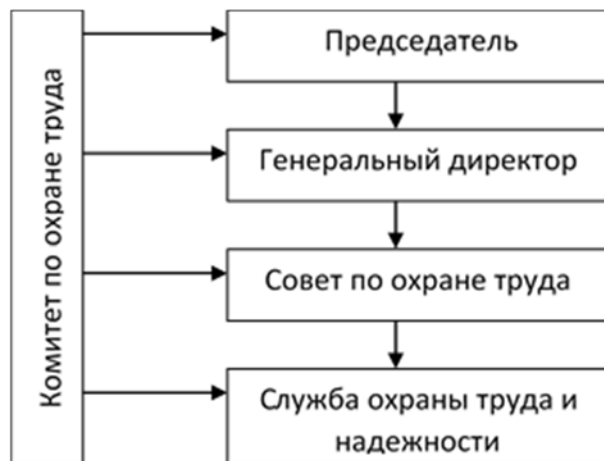 Комитет по охране труда
Председатель
Генеральный директор
Совет по охране труда
Служба охраны труда и
надежности